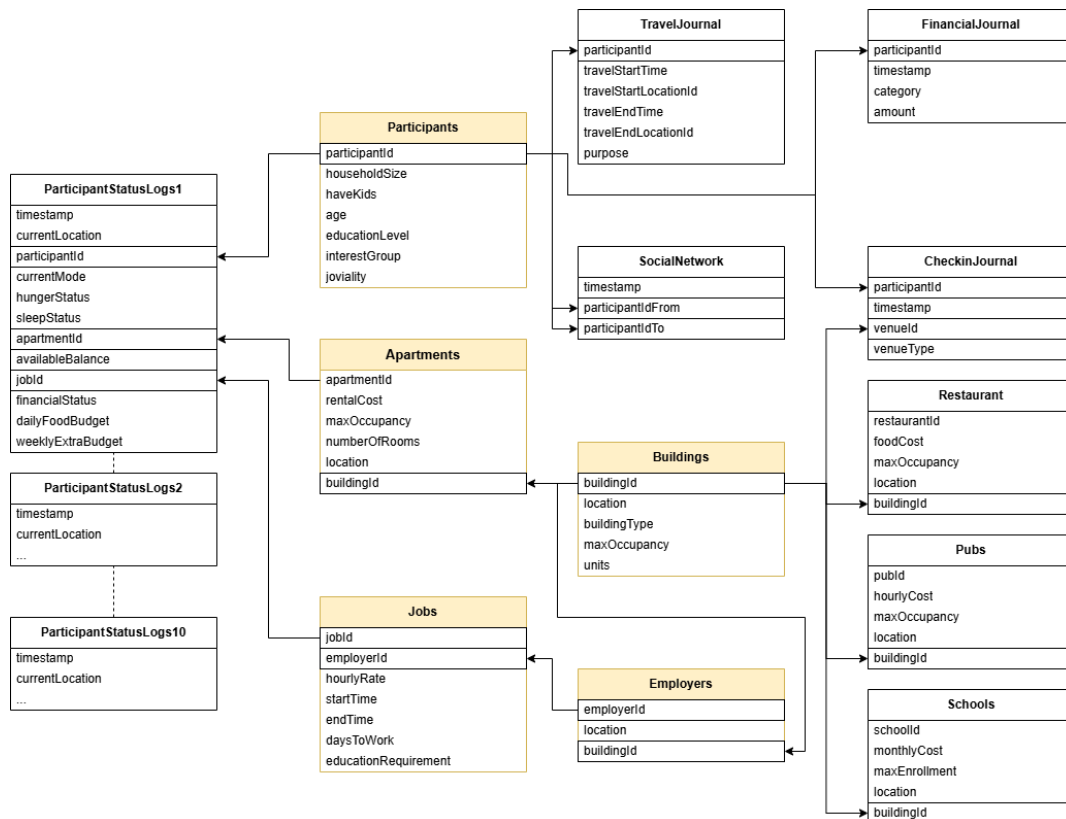 TravelJournal
participantId
travelStartTime
travelStartLocationId
travelEndTime
travelEndLocationId
purpose
FinancialJournal
participantId
timestamp
category
amount
Participants
participantId
householdSize
haveKids
age
educationLevel
interestGroup
joviality
ParticipantStatusLogs1
timestamp
currentLocation
participantId
currentMode
hungerStatus
sleepStatus
apartmentId
availableBalance
jobId
financialStatus
dailyFoodBudget
weeklyExtraBudget
SocialNetwork
timestamp
participantIdFrom
participantIdTo
CheckinJournal
participantId
timestamp
venueId
venueType
Apartments
apartmentId
rentalCost
maxOccupancy
numberOfRooms
location
buildingId
Restaurant
restaurantId
foodCost
maxOccupancy
location
buildingId
Buildings
buildingId
location
buildingType
maxOccupancy
units
ParticipantStatusLogs2
timestamp
currentLocation
...
Pubs
pubId
hourlyCost
maxOccupancy
location
buildingId
Jobs
jobId
employerId
hourlyRate
startTime
endTime
daysToWork
educationRequirement
ParticipantStatusLogs10
timestamp
currentLocation
...
Employers
employerId
location
buildingId
Schools
schoolId
monthlyCost
maxEnrollment
location
buildingId